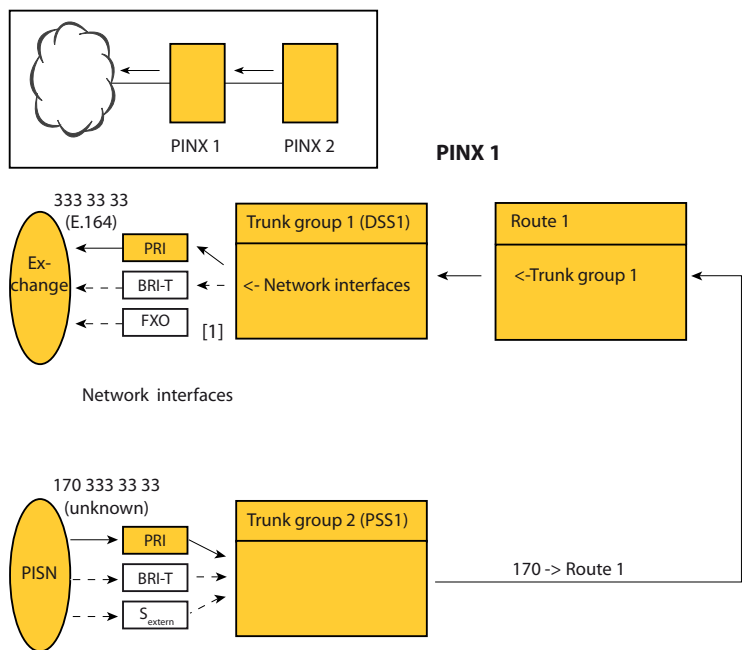 PINX 1
PINX 2
PINX 1
333 33 33
(E.164)
Ex-
change
PRI
BRI-T
FXO
[1]
Trunk group 1 (DSS1)
<- Network interfaces
Route 1
<-Trunk group 1
Network interfaces
170 333 33 33
(unknown)
PISN
PRI
BRI-T
Sextern
Trunk group 2 (PSS1)
170 -> Route 1